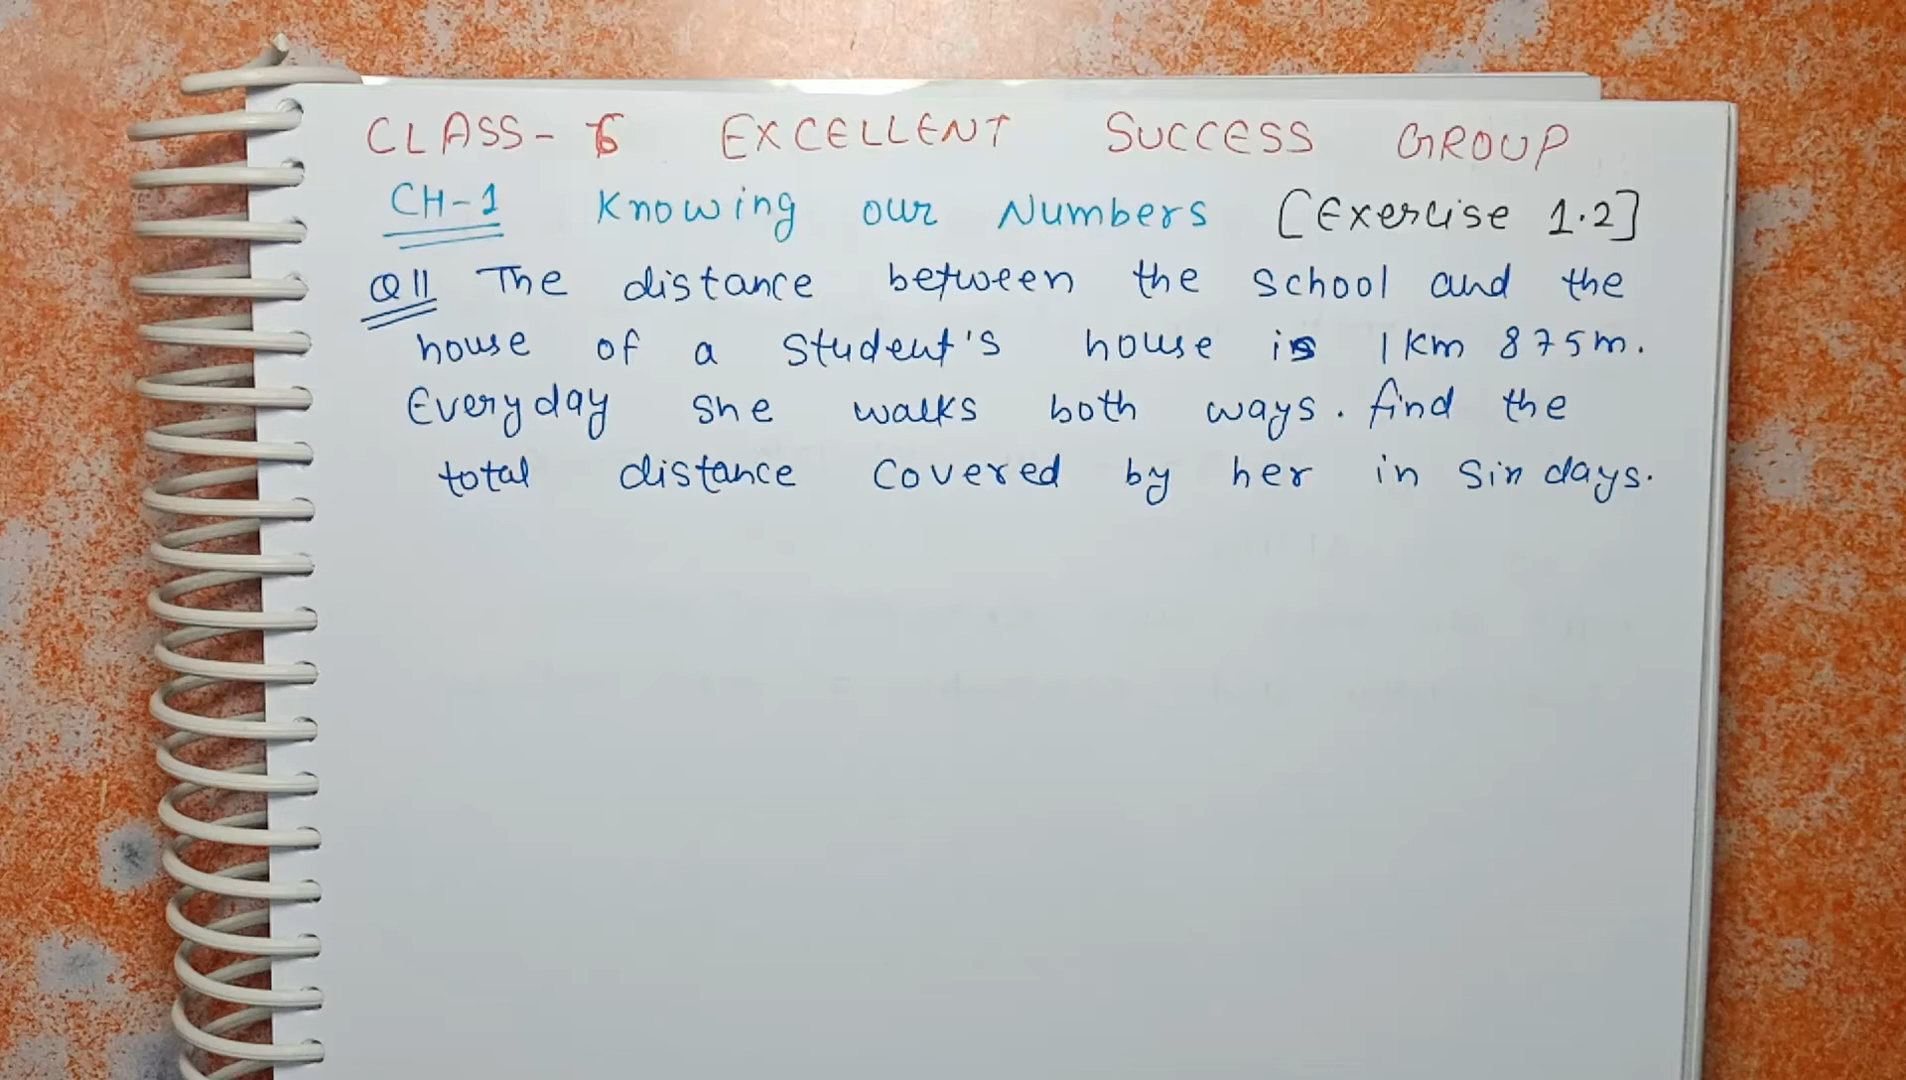 CLASS- 6 EXCELLENT SUCCESS GROUP
CH-1 Knowing our Numbers [Exercise 1.2]
Q11 The distance between the school and the
house of a student's house is 1 km 875m.
Everyday she walks both ways. find the
total distance covered by her in six days.